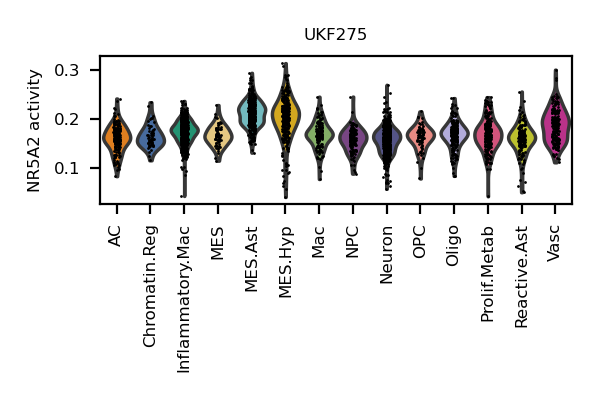 UKF275
NR5A2 activity
0.3
0.2
0.1
AC
Chromatin.Reg
Inflammatory.Mac
MES
MES.Ast
MES.Hyp
Mac
NPC
Neuron
OPC
Oligo
Prolif.Metab
Reactive.Ast
Vasc